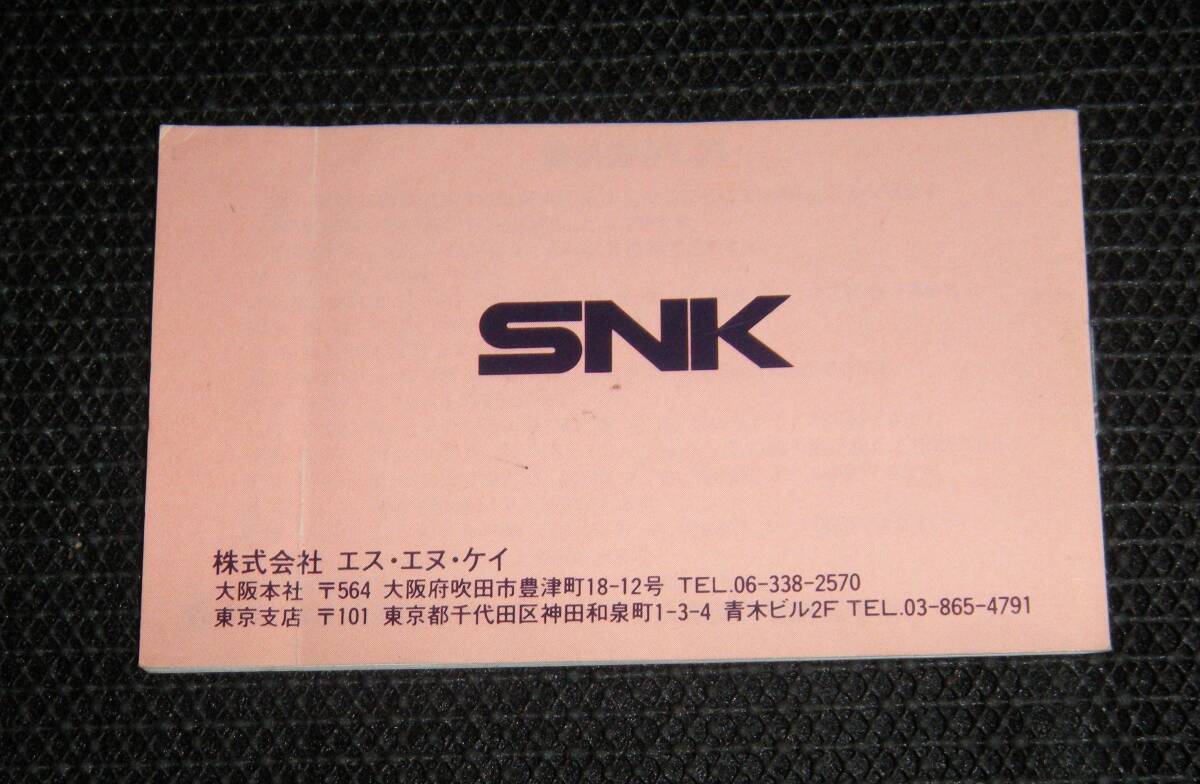 SNK
株式会社 エス・エヌ・ケイ
大阪本社 〒564 大阪府吹田市豊津町18-12号 TEL.06-338-2570
東京支店 〒101 東京都千代田区神田和泉町1-3-4 青木ビル2F TEL.03-865-4791